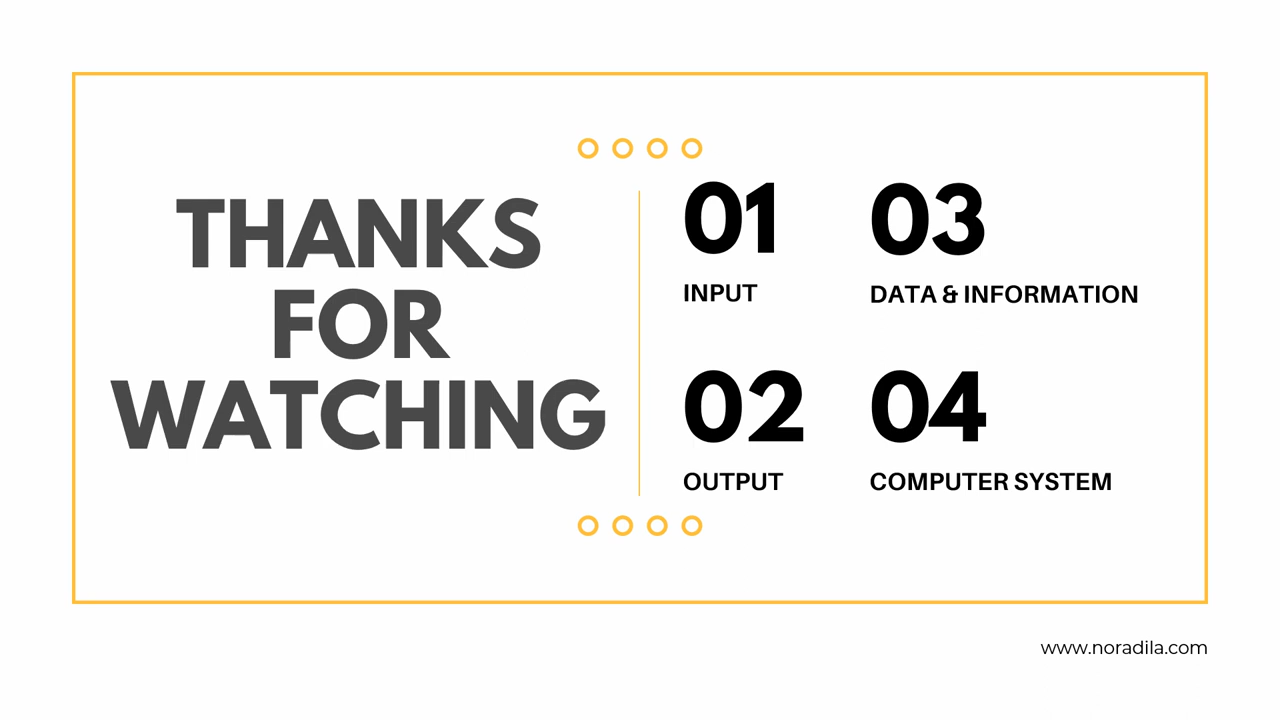 THANKS
FOR
WATCHING
01
INPUT
02
OUTPUT
03
DATA & INFORMATION
04
COMPUTER SYSTEM
www.noradila.com